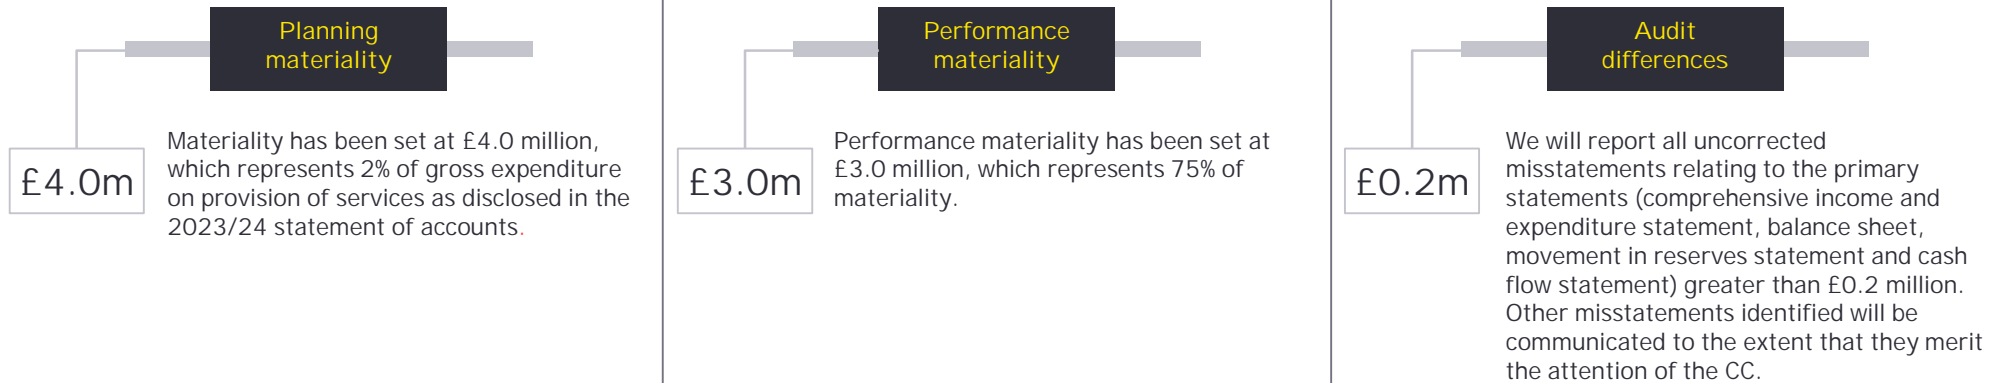 Planning
materiality
£4.0m
Materiality has been set at £4.0 million,
which represents 2% of gross expenditure
on provision of services as disclosed in the
2023/24 statement of accounts.
Performance
materiality
£3.0m
Performance materiality has been set at
£3.0 million, which represents 75% of
materiality.
Audit
differences
£0.2m
We will report all uncorrected
misstatements relating to the primary
statements (comprehensive income and
expenditure statement, balance sheet,
movement in reserves statement and cash
flow statement) greater than £0.2 million.
Other misstatements identified will be
communicated to the extent that they merit
the attention of the CC.